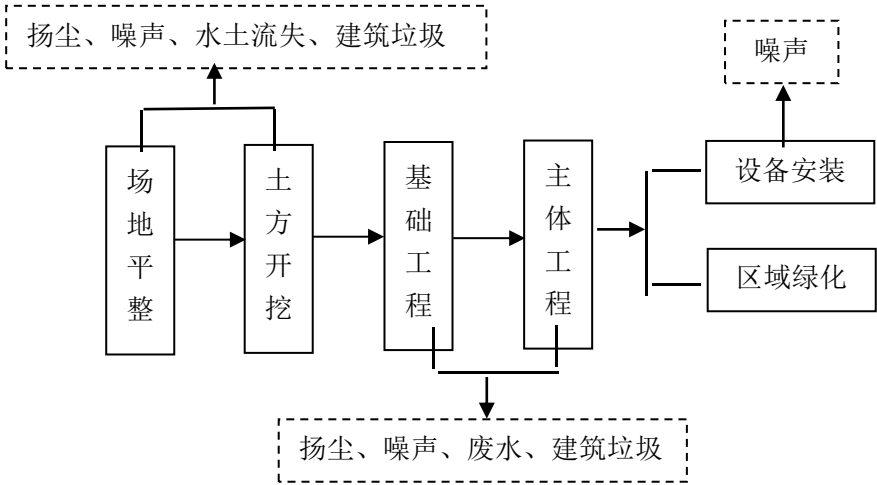 扬尘、噪声、水土流失、建筑垃圾
噪声
场地平整
土方开挖
基础工程
主体工程
设备安装
区域绿化
扬尘、噪声、废水、建筑垃圾